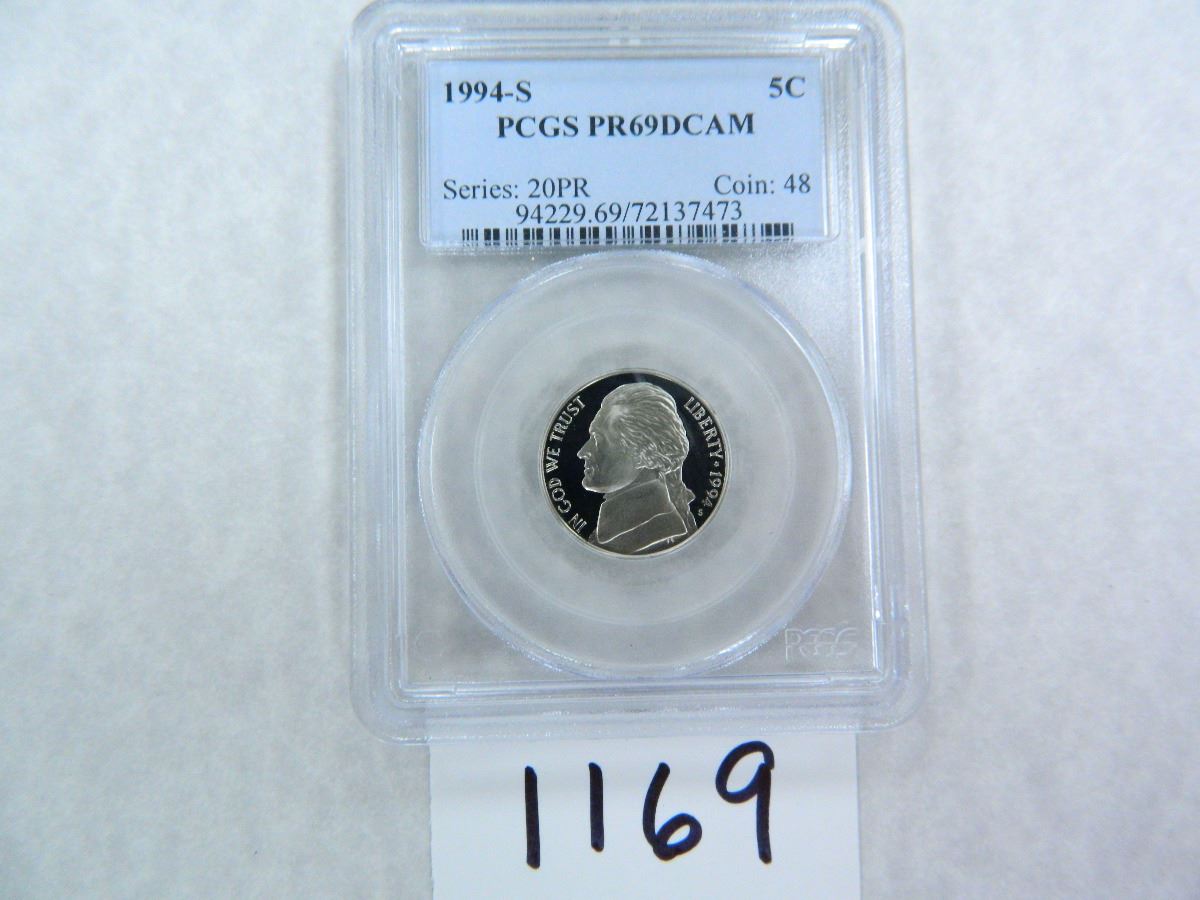 1994-S 5C
PCGS PR69DCAM
Series: 20PR Coin: 48
94229.69/72137473
IN GOD WE TRUST
LIBERTY * 1994
S
PCGS
1169